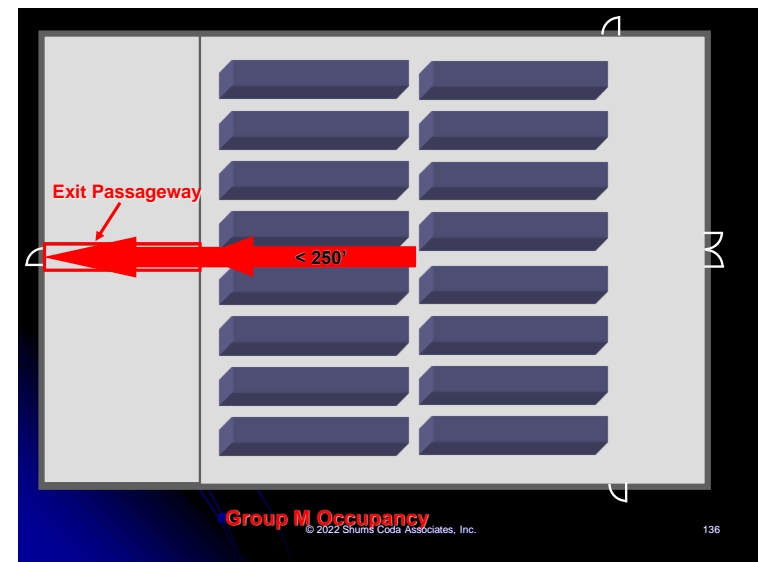 Exit Passageway
< 250’
Group M Occupancy
© 2022 Shums Coda Associates, Inc.
136